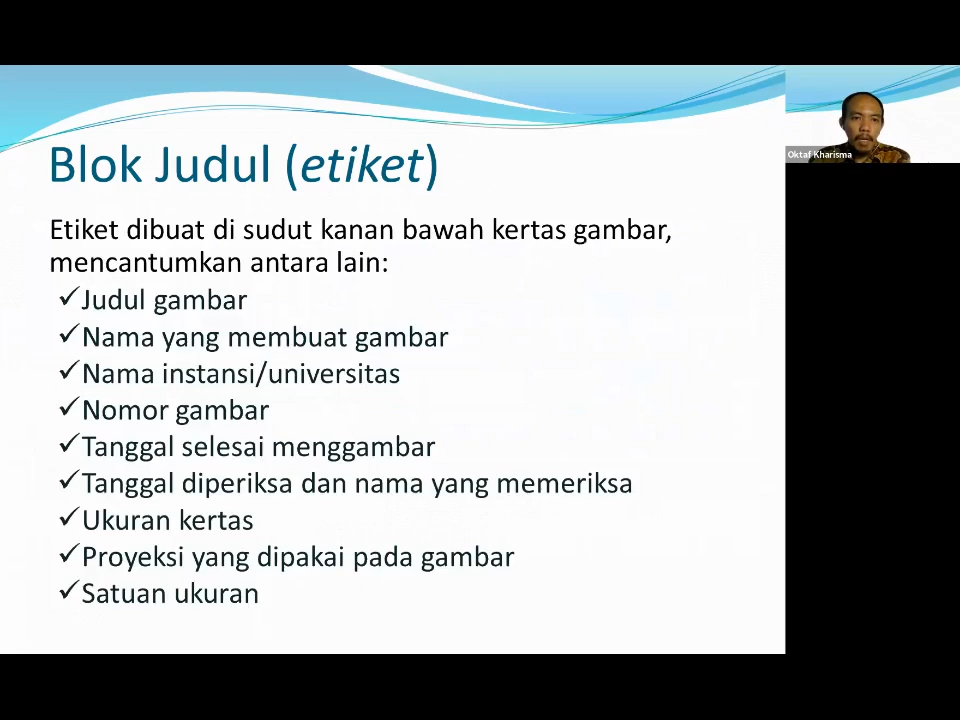 Blok Judul (etiket)
Etiket dibuat di sudut kanan bawah kertas gambar,
mencantumkan antara lain:
✓Judul gambar
✓Nama yang membuat gambar
✓Nama instansi/universitas
✓Nomor gambar
✓Tanggal selesai menggambar
✓Tanggal diperiksa dan nama yang memeriksa
✓Ukuran kertas
✓Proyeksi yang dipakai pada gambar
✓Satuan ukuran
Oktaf Kharisma